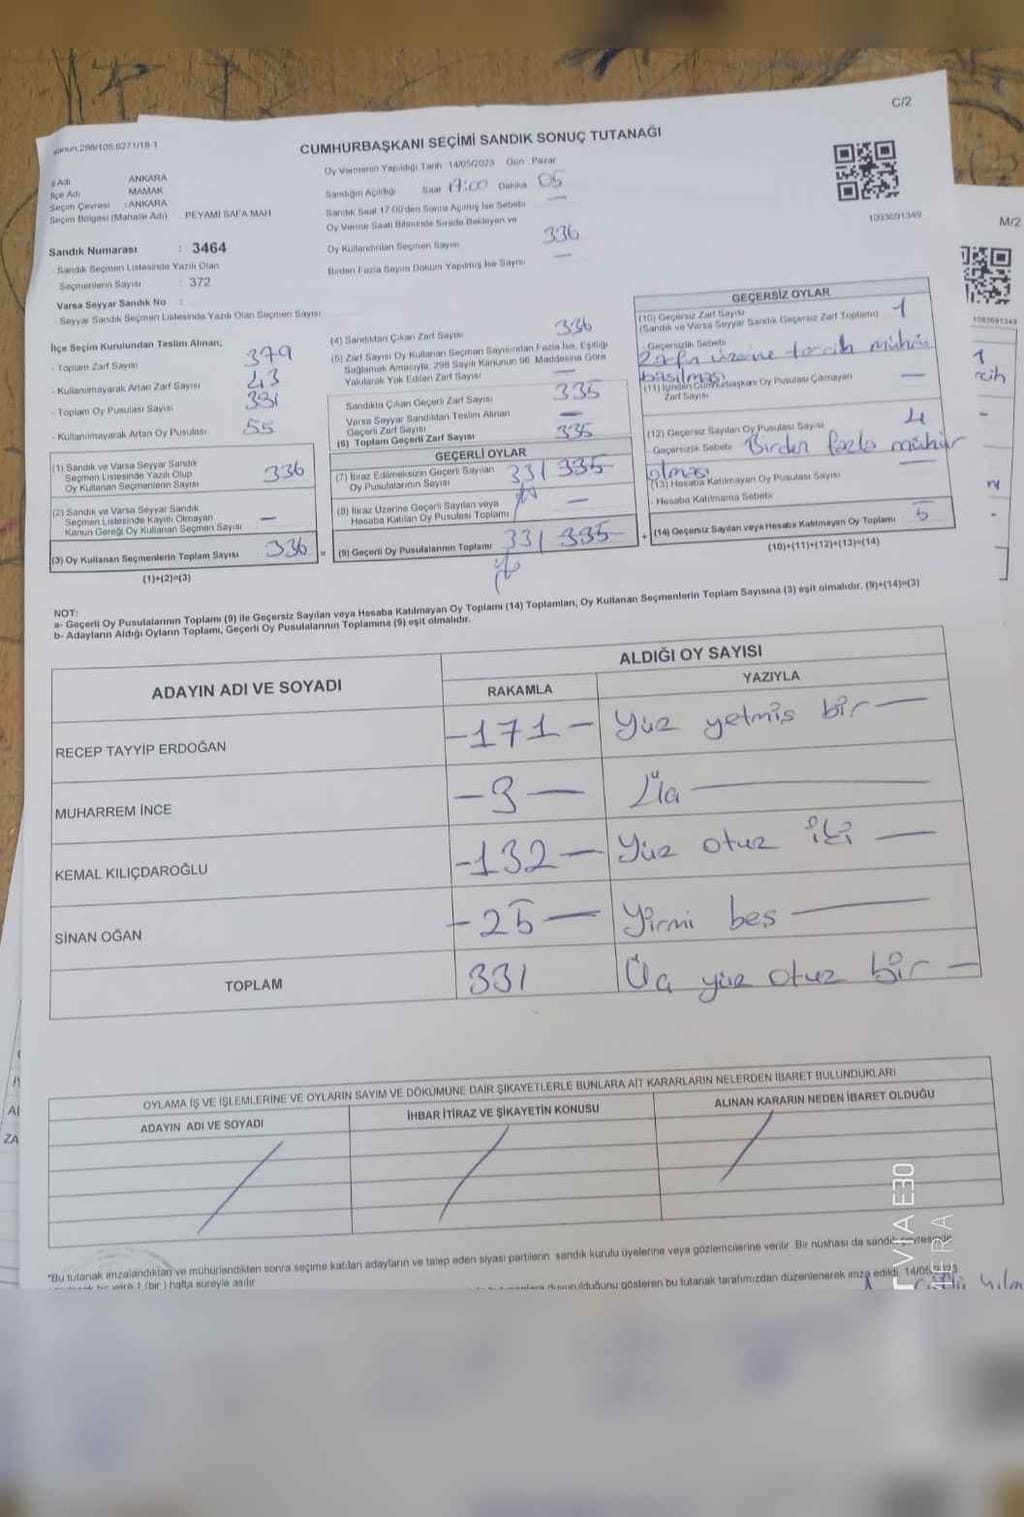 C/2
CUMHURBAŞKANI SEÇİMİ SANDIK SONUÇ TUTANAĞI
İlçe Adı MAMAK
ANKARA
Seçim Çevresi :ANKARA
Seçim Bölgesi (Mahalle Adı) PEYAMİ SAFA MAH
Sandık Numarası : 3464
Sandık Seçmen Listesinde Yazılı Olan
Seçmenlerin Sayısı : 372
Varsa Seyyar Sandık No :
Seyyar Sandık Seçmen Listesinde Yazılı Olan Seçmen Sayısı
Oy Vermenin Yapıldığı Tarih 14/05/2023 Gün Pazar
Sandığın Açıldığı Saat 17:00 Dakika 05
Sandık Saat 17.00'den Sonra Açılmış İse Sebebi —
Oy Verme Saati Bitiminde Sırada Bekleyen ve
Oy Kullandırılan Seçmen Sayısı 336
Birden Fazla Sayım Döküm Yapılmış İse Sayısı —
1093691349
M/2
1093691349
İlçe Seçim Kurulundan Teslim Alınan;
- Toplam Zarf Sayısı 379
- Kullanılmayarak Artan Zarf Sayısı 43
- Toplam Oy Pusulası Sayısı 391
- Kullanılmayarak Artan Oy Pusulası 55
(1) Sandık ve Varsa Seyyar Sandık
Seçmen Listesinde Yazılı Olup
Oy Kullanan Seçmenlerin Sayısı 336
(2) Sandık ve Varsa Seyyar Sandık
Seçmen Listesinde Kayıtlı Olmayan
Kanun Gereği Oy Kullanan Seçmen Sayısı —
(3) Oy Kullanan Seçmenlerin Toplam Sayısı 336 =
(1)+(2)=(3)
(4) Sandıktan Çıkan Zarf Sayısı 336
(5) Zarf Sayısı Oy Kullanan Seçmen Sayısından Fazla İse, Eşitliği
Sağlamak Amacıyla, 298 Sayılı Kanunun 98. Maddesine Göre
Yakılarak Yok Edilen Zarf Sayısı —
Sandıkta Çıkan Geçerli Zarf Sayısı 335
Varsa Seyyar Sandıktan Teslim Alınan
Geçerli Zarf Sayısı —
(6) Toplam Geçerli Zarf Sayısı 335
GEÇERLİ OYLAR
(7) İtiraz Edilmeksizin Geçerli Sayılan
Oy Pusulalarının Sayısı 331 335
(8) İtiraz Üzerine Geçerli Sayılan veya
Hesaba Katılan Oy Pusulası Toplamı —
(9) Geçerli Oy Pusulalarının Toplamı 331 335
GEÇERSİZ OYLAR
(10) Geçersiz Zarf Sayısı
(Sandık ve Varsa Seyyar Sandık Geçersiz Zarf Toplamı) 1
- Geçersizlik Sebebi
Zarfın üzerine tercih mührü
basılması
(11) İçinden Cumhurbaşkanı Oy Pusulası Çıkmayan
Zarf Sayısı —
(12) Geçersiz Sayılan Oy Pusulası Sayısı 4
- Geçersizlik Sebebi Birden fazla mühür
olması
(13) Hesaba Katılamayan Oy Pusulası Sayısı —
- Hesaba Katılmama Sebebi
+ (14) Geçersiz Sayılan veya Hesaba Katılmayan Oy Toplamı 5
(10)+(11)+(12)+(13)=(14)
NOT:
a- Geçerli Oy Pusulalarının Toplamı (9) ile Geçersiz Sayılan veya Hesaba Katılmayan Oy Toplamı (14) Toplamları, Oy Kullanan Seçmenlerin Toplam Sayısına (3) eşit olmalıdır. (9)+(14)=(3)
b- Adayların Aldığı Oyların Toplamı, Geçerli Oy Pusulalarının Toplamına (9) eşit olmalıdır.
ADAYIN ADI VE SOYADI
ALDIĞI OY SAYISI
RAKAMLA YAZIYLA
RECEP TAYYİP ERDOĞAN -171- Yüz yetmiş bir —
MUHARREM İNCE -3- Üç —
KEMAL KILIÇDAROĞLU -132- Yüz otuz iki —
SİNAN OĞAN -25- Yirmi beş —
TOPLAM 331 Üç yüz otuz bir —
OYLAMA İŞ VE İŞLEMLERİNE VE OYLARIN SAYIM VE DÖKÜMÜNE DAİR ŞİKAYETLERLE BUNLARA AİT KARARLARIN NELERDEN İBARET BULUNDUKLARI
ADAYIN ADI VE SOYADI İHBAR İTİRAZ VE ŞİKAYETİN KONUSU ALINAN KARARIN NEDEN İBARET OLDUĞU
*Bu tutanak imzalandıktan ve mühürlendikten sonra seçime katılan adayların ve talep eden siyasi partilerin sandık kurulu üyelerine veya gözlemcilerine verilir. Bir nüshası da sandık çevresinde
1 (bir) hafta süreyle asılır
duyurulduğunu gösteren bu tutanak tarafımızdan düzenlenerek imza edildi. 14/05/2023
VIA E30